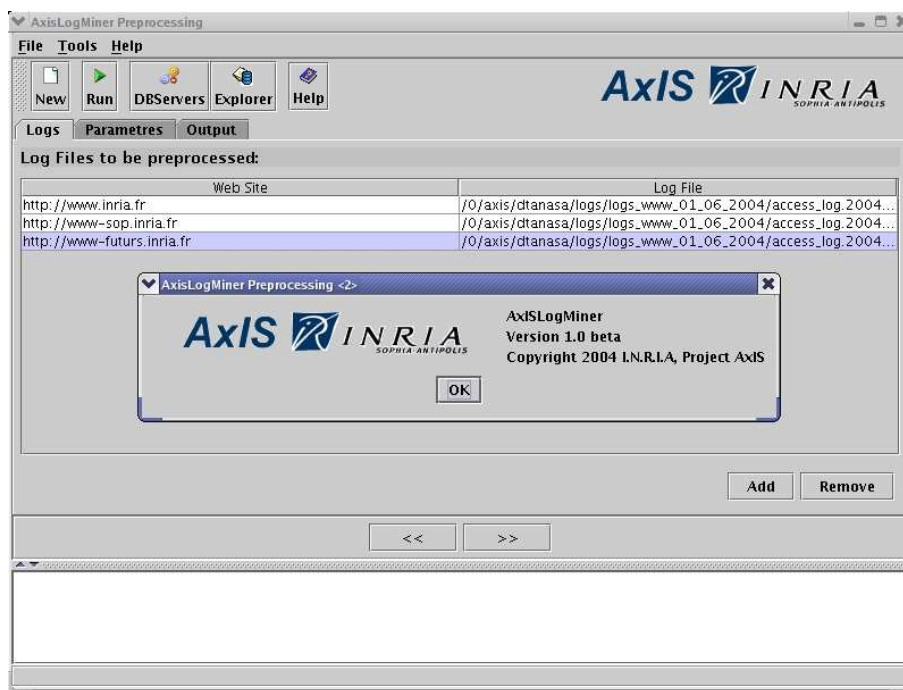 AxisLogMiner Preprocessing
File Tools Help
New Run DBServers Explorer Help
AxIS INRIA
SOPHIA ANTIPOLIS
Logs Parametres Output
Log Files to be preprocessed:
Web Site Log File
http://www.inria.fr /0/axis/dtanasa/logs/logs_www_01_06_2004/access_log.2004...
http://www-sop.inria.fr /0/axis/dtanasa/logs/logs_www_01_06_2004/access_log.2004...
http://www-futurs.inria.fr /0/axis/dtanasa/logs/logs_www_01_06_2004/access_log.2004...
AxisLogMiner Preprocessing <2>
AxIS INRIA
SOPHIA ANTIPOLIS
AxISLogMiner
Version 1.0 beta
Copyright 2004 I.N.R.I.A, Project AxIS
OK
Add Remove
<< >>